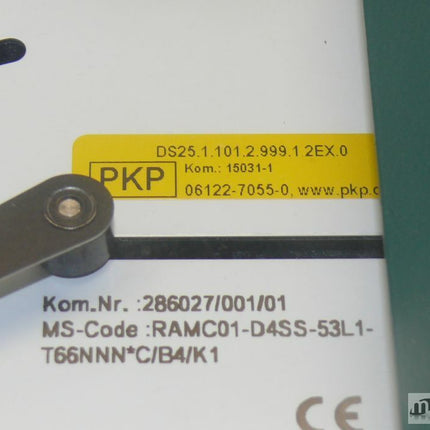 DS25.1.101.2.999.1 2EX.0
PKP
Kom.: 15031-1
06122-7055-0, www.pkp.
Kom.Nr. :286027/001/01
MS-Code :RAMC01-D4SS-53L1-
T66NNN*C/B4/K1
CE